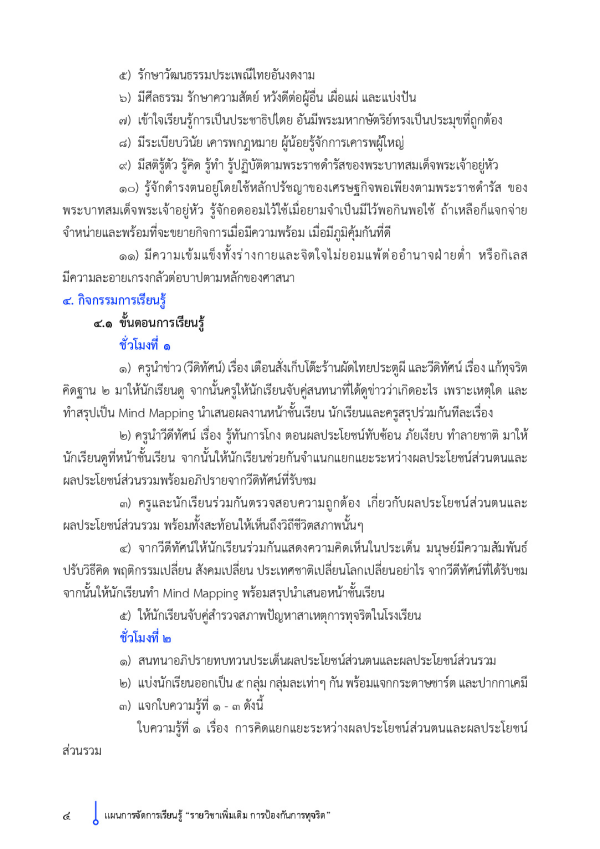 ๕) รักษาวัฒนธรรมประเพณีไทยอันงดงาม
๖) มีศีลธรรม รักษาความสัตย์ หวังดีต่อผู้อื่น เผื่อแผ่ และแบ่งปัน
๗) เข้าใจเรียนรู้การเป็นประชาธิปไตย อันมีพระมหากษัตริย์ทรงเป็นประมุขที่ถูกต้อง
๘) มีระเบียบวินัย เคารพกฎหมาย ผู้น้อยรู้จักการเคารพผู้ใหญ่
๙) มีสติรู้ตัว รู้คิด รู้ทำ รู้ปฏิบัติตามพระราชดำรัสของพระบาทสมเด็จพระเจ้าอยู่หัว
๑๐) รู้จักดำรงตนอยู่โดยใช้หลักปรัชญาของเศรษฐกิจพอเพียงตามพระราชดำรัส ของ
พระบาทสมเด็จพระเจ้าอยู่หัว รู้จักอดออมไว้ใช้เมื่อยามจำเป็นมีไว้พอกินพอใช้ ถ้าเหลือก็แจกจ่าย
จำหน่ายและพร้อมที่จะขยายกิจการเมื่อมีความพร้อม เมื่อมีภูมิคุ้มกันที่ดี
๑๑) มีความเข้มแข็งทั้งร่างกายและจิตใจไม่ยอมแพ้ต่ออำนาจฝ่ายต่ำ หรือกิเลส
มีความละอายเกรงกลัวต่อบาปตามหลักของศาสนา
๔. กิจกรรมการเรียนรู้
๔.๑ ขั้นตอนการเรียนรู้
ชั่วโมงที่ ๑
๑) ครูนำข่าว (วีดิทัศน์) เรื่อง เตือนสั่งเก็บโต๊ะร้านผัดไทยประตูผี และวีดิทัศน์ เรื่อง แก้ทุจริต
คิดฐาน ๒ มาให้นักเรียนดู จากนั้นครูให้นักเรียนจับคู่สนทนาที่ได้ดูข่าวว่าเกิดอะไร เพราะเหตุใด และ
ทำสรุปเป็น Mind Mapping นำเสนอผลงานหน้าชั้นเรียน นักเรียนและครูสรุปร่วมกันทีละเรื่อง
๒) ครูนำวีดีทัศน์ เรื่อง รู้ทันการโกง ตอนผลประโยชน์ทับซ้อน ภัยเงียบ ทำลายชาติ มาให้
นักเรียนดูที่หน้าชั้นเรียน จากนั้นให้นักเรียนช่วยกันจำแนกแยกแยะระหว่างผลประโยชน์ส่วนตนและ
ผลประโยชน์ส่วนรวมพร้อมอภิปรายจากวีดิทัศน์ที่รับชม
๓) ครูและนักเรียนร่วมกันตรวจสอบความถูกต้อง เกี่ยวกับผลประโยชน์ส่วนตนและ
ผลประโยชน์ส่วนรวม พร้อมทั้งสะท้อนให้เห็นถึงวิถีชีวิตสภาพนั้นๆ
๔) จากวีดีทัศน์ให้นักเรียนร่วมกันแสดงความคิดเห็นในประเด็น มนุษย์มีความสัมพันธ์
ปรับวิธีคิด พฤติกรรมเปลี่ยน สังคมเปลี่ยน ประเทศชาติเปลี่ยนโลกเปลี่ยนอย่างไร จากวีดีทัศน์ที่ได้รับชม
จากนั้นให้นักเรียนทำ Mind Mapping พร้อมสรุปนำเสนอหน้าชั้นเรียน
๕) ให้นักเรียนจับคู่สำรวจสภาพปัญหาสาเหตุการทุจริตในโรงเรียน
ชั่วโมงที่ ๒
๑) สนทนาอภิปรายทบทวนประเด็นผลประโยชน์ส่วนตนและผลประโยชน์ส่วนรวม
๒) แบ่งนักเรียนออกเป็น ๕ กลุ่ม กลุ่มละเท่าๆ กัน พร้อมแจกกระดาษชาร์ต และปากกาเคมี
๓) แจกใบความรู้ที่ ๑ - ๓ ดังนี้
ใบความรู้ที่ ๑ เรื่อง การคิดแยกแยะระหว่างผลประโยชน์ส่วนตนและผลประโยชน์
ส่วนรวม
๔ แผนการจัดการเรียนรู้ “รายวิชาเพิ่มเติม การป้องกันการทุจริต”